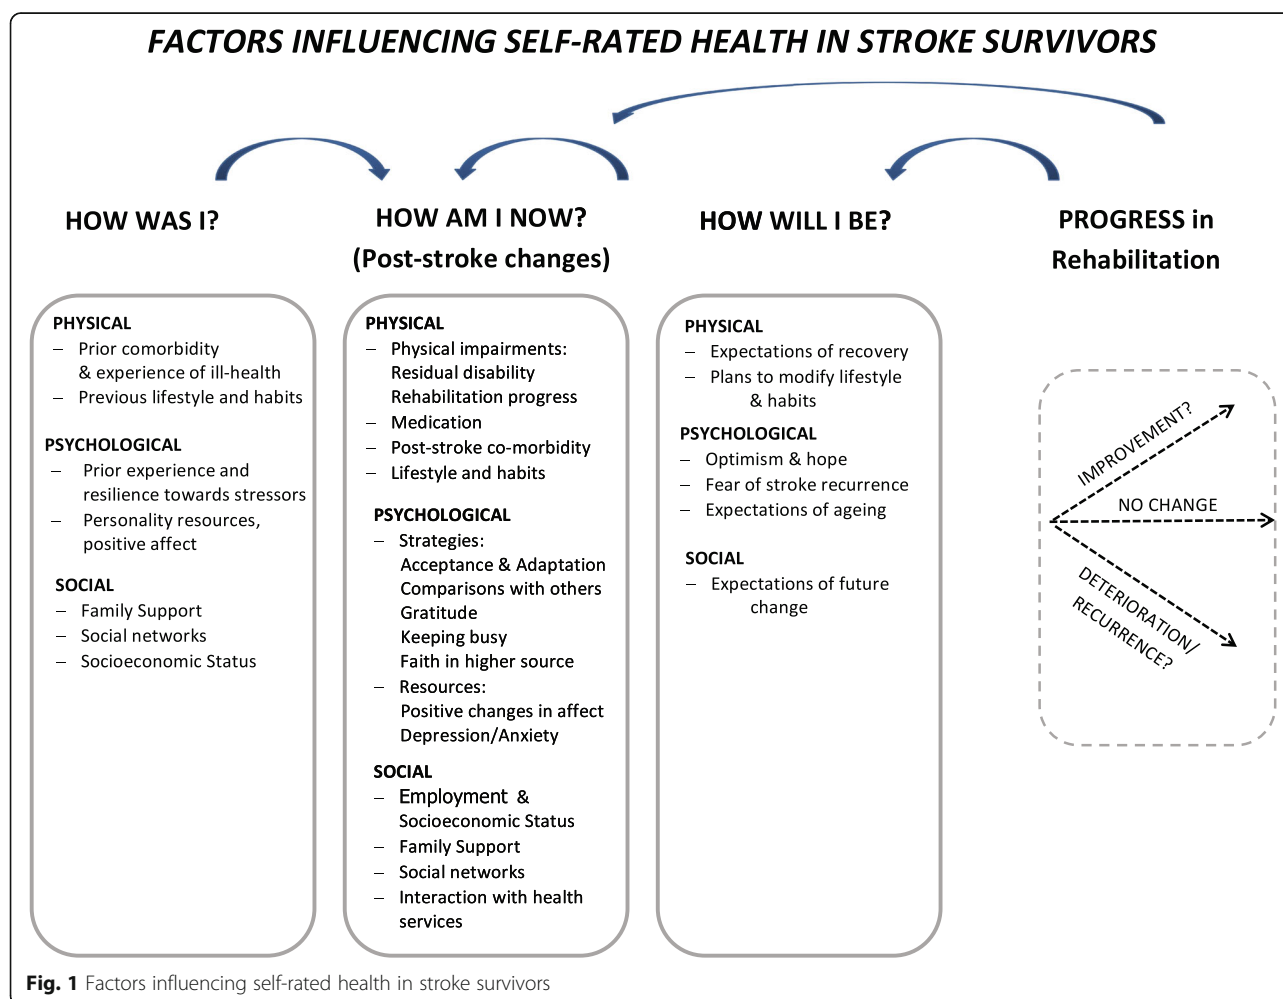 FACTORS INFLUENCING SELF-RATED HEALTH IN STROKE SURVIVORS
HOW WAS I?
PHYSICAL
– Prior comorbidity
& experience of ill-health
– Previous lifestyle and habits
PSYCHOLOGICAL
– Prior experience and
resilience towards stressors
– Personality resources,
positive affect
SOCIAL
– Family Support
– Social networks
– Socioeconomic Status
HOW AM I NOW?
(Post-stroke changes)
PHYSICAL
– Physical impairments:
Residual disability
Rehabilitation progress
– Medication
– Post-stroke co-morbidity
– Lifestyle and habits
PSYCHOLOGICAL
– Strategies:
Acceptance & Adaptation
Comparisons with others
Gratitude
Keeping busy
Faith in higher source
– Resources:
Positive changes in affect
Depression/Anxiety
SOCIAL
– Employment &
Socioeconomic Status
– Family Support
– Social networks
– Interaction with health
services
HOW WILL I BE?
PHYSICAL
– Expectations of recovery
– Plans to modify lifestyle
& habits
PSYCHOLOGICAL
– Optimism & hope
– Fear of stroke recurrence
– Expectations of ageing
SOCIAL
– Expectations of future
change
PROGRESS in
Rehabilitation
IMPROVEMENT?
NO CHANGE
DETERIORATION/
RECURRENCE?
Fig. 1 Factors influencing self-rated health in stroke survivors